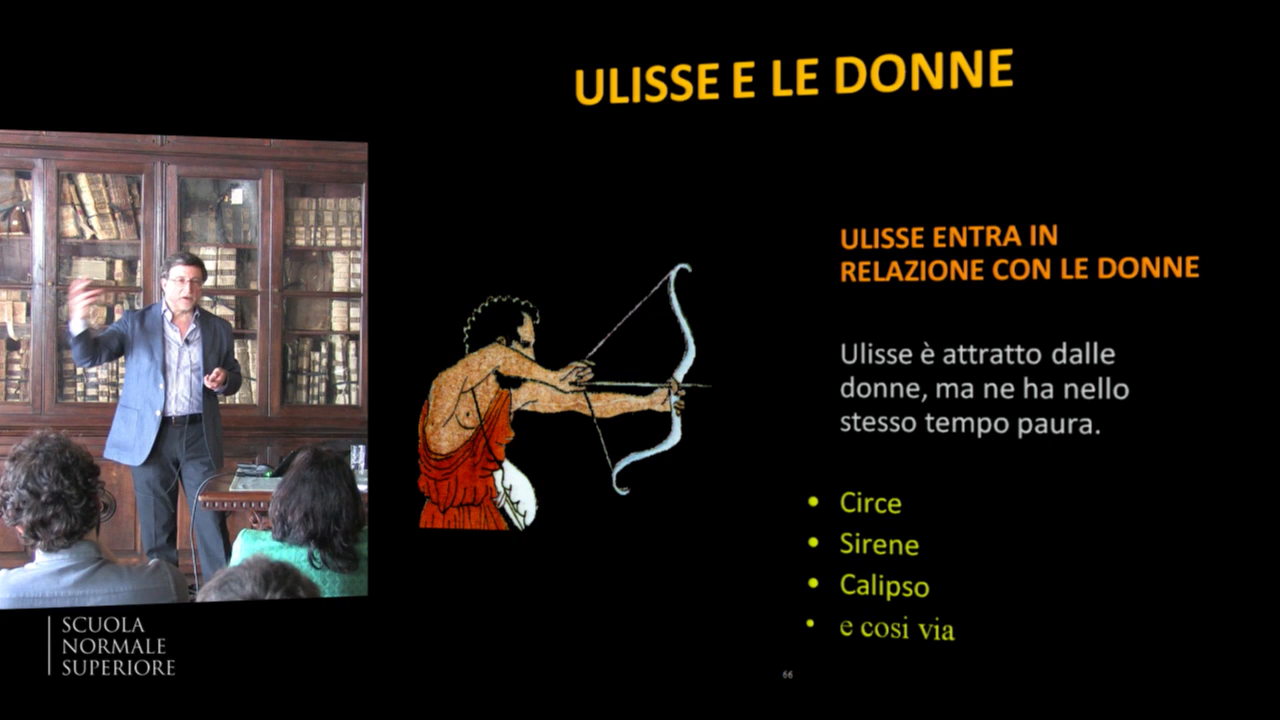 ULISSE E LE DONNE
ULISSE ENTRA IN
RELAZIONE CON LE DONNE
Ulisse è attratto dalle
donne, ma ne ha nello
stesso tempo paura.
• Circe
• Sirene
• Calipso
• e cosi via
66
SCUOLA
NORMALE
SUPERIORE